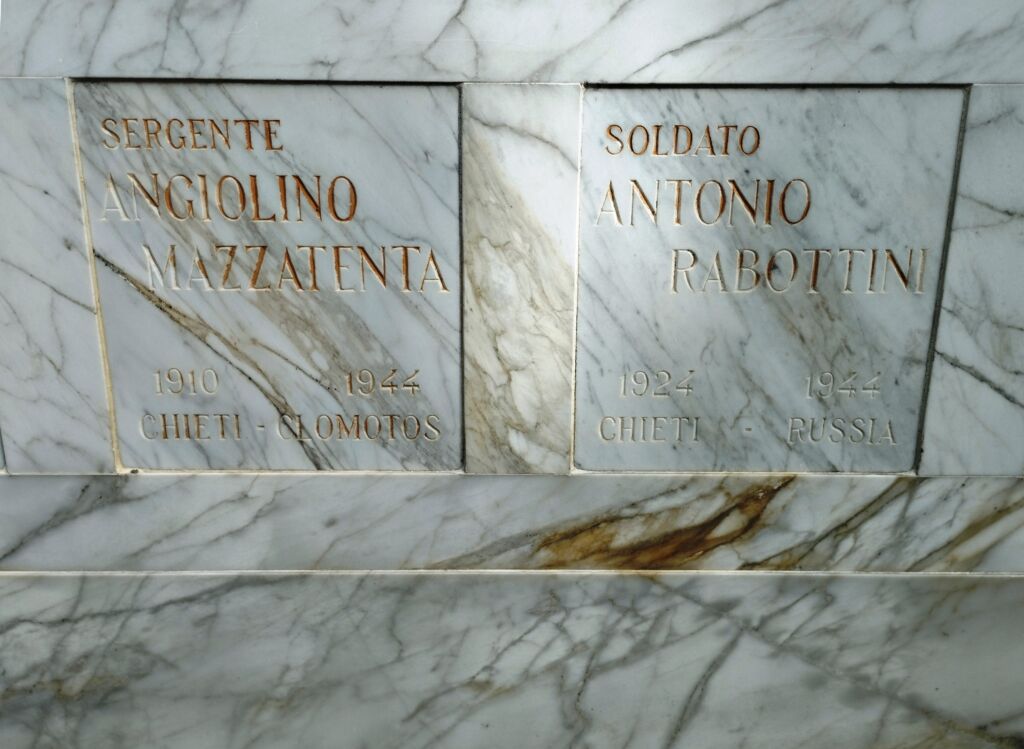 SERGENTE
ANGIOLINO
MAZZATENTA
1910 1944
CHIETI - CLOMOTOS
SOLDATO
ANTONIO
RABOTTINI
1924 1944
CHIETI - RUSSIA